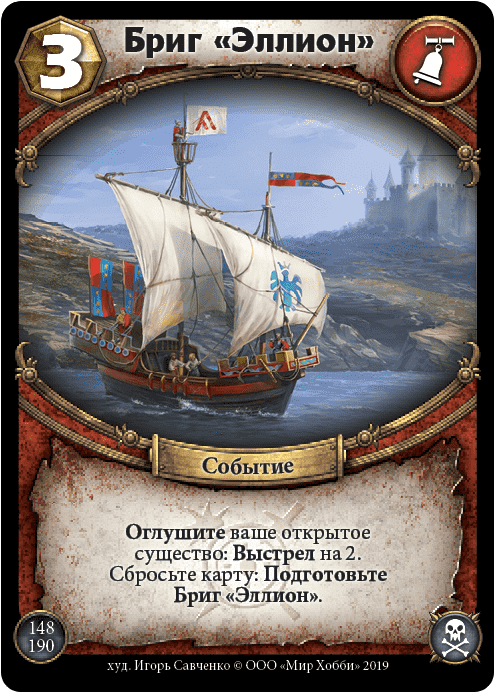 3
Бриг «Эллион»
Событие
Оглушите ваше открытое
существо: Выстрел на 2.
Сбросьте карту: Подготовьте
Бриг «Эллион».
148
190
худ. Игорь Савченко © ООО «Мир Хобби» 2019